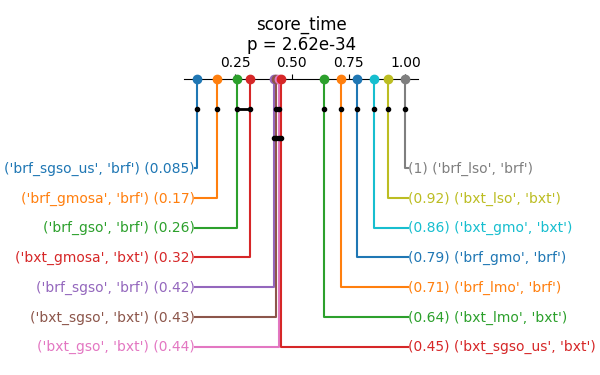 score_time
p = 2.62e-34
0.25 0.50 0.75 1.00
('brf_sgso_us', 'brf') (0.085) (1) ('brf_lso', 'brf')
('brf_gmosa', 'brf') (0.17) (0.92) ('bxt_lso', 'bxt')
('brf_gso', 'brf') (0.26) (0.86) ('bxt_gmo', 'bxt')
('bxt_gmosa', 'bxt') (0.32) (0.79) ('brf_gmo', 'brf')
('brf_sgso', 'brf') (0.42) (0.71) ('brf_lmo', 'brf')
('bxt_sgso', 'bxt') (0.43) (0.64) ('bxt_lmo', 'bxt')
('bxt_gso', 'bxt') (0.44) (0.45) ('bxt_sgso_us', 'bxt')